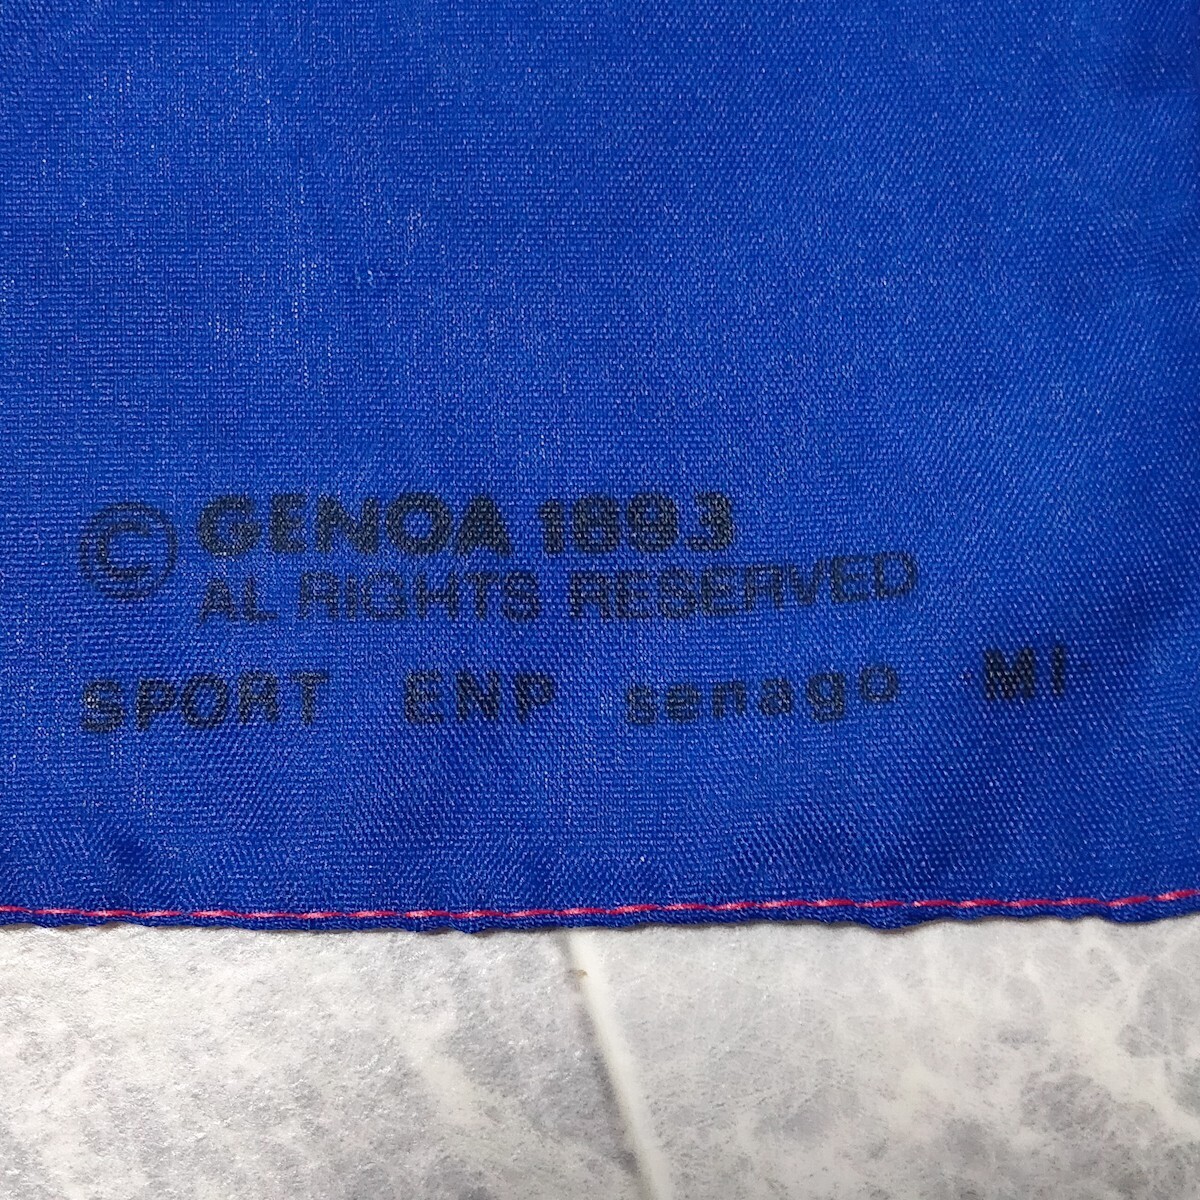 © GENOA 1893
AL RIGHTS RESERVED
SPORT ENP senago MI